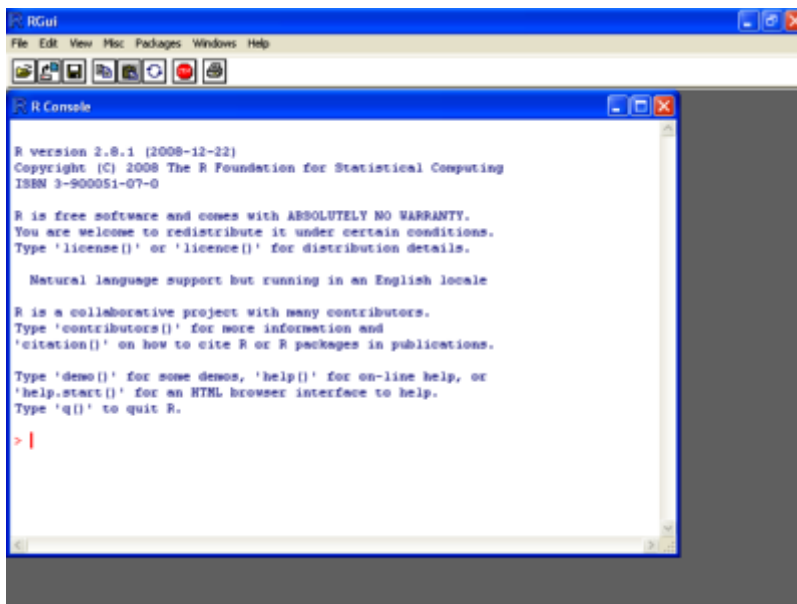 RGui
File Edit View Misc Packages Windows Help
STOP
R Console
R version 2.8.1 (2008-12-22)
Copyright (C) 2008 The R Foundation for Statistical Computing
ISBN 3-900051-07-0
R is free software and comes with ABSOLUTELY NO WARRANTY.
You are welcome to redistribute it under certain conditions.
Type 'license()' or 'licence()' for distribution details.
Natural language support but running in an English locale
R is a collaborative project with many contributors.
Type 'contributors()' for more information and
'citation()' on how to cite R or R packages in publications.
Type 'demo()' for some demos, 'help()' for on-line help, or
'help.start()' for an HTML browser interface to help.
Type 'q()' to quit R.
>